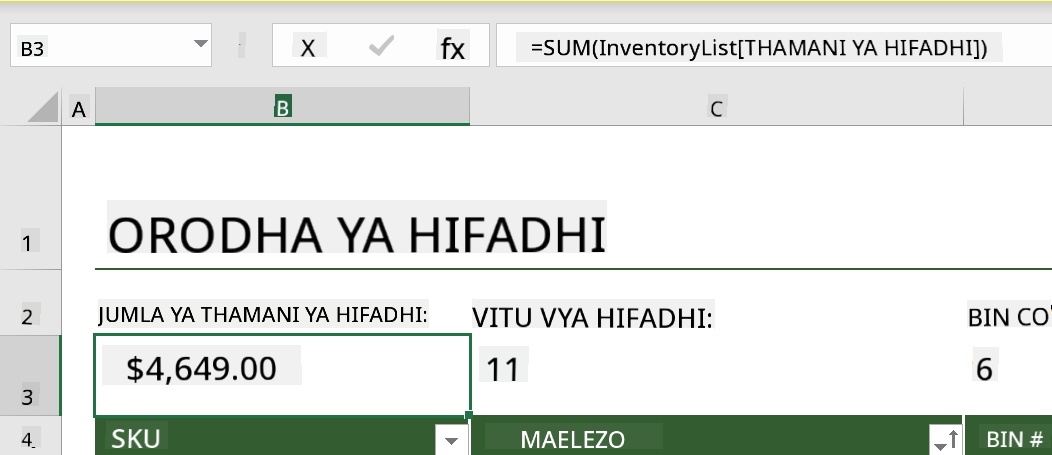 B3 X fx =SUM(InventoryList[THAMANI YA HIFADHI])
A B C
1 ORODHA YA HIFADHI
2 JUMLA YA THAMANI YA HIFADHI: VITU VYA HIFADHI: BIN CO
3 $4,649.00 11 6
4 SKU MAELEZO BIN #